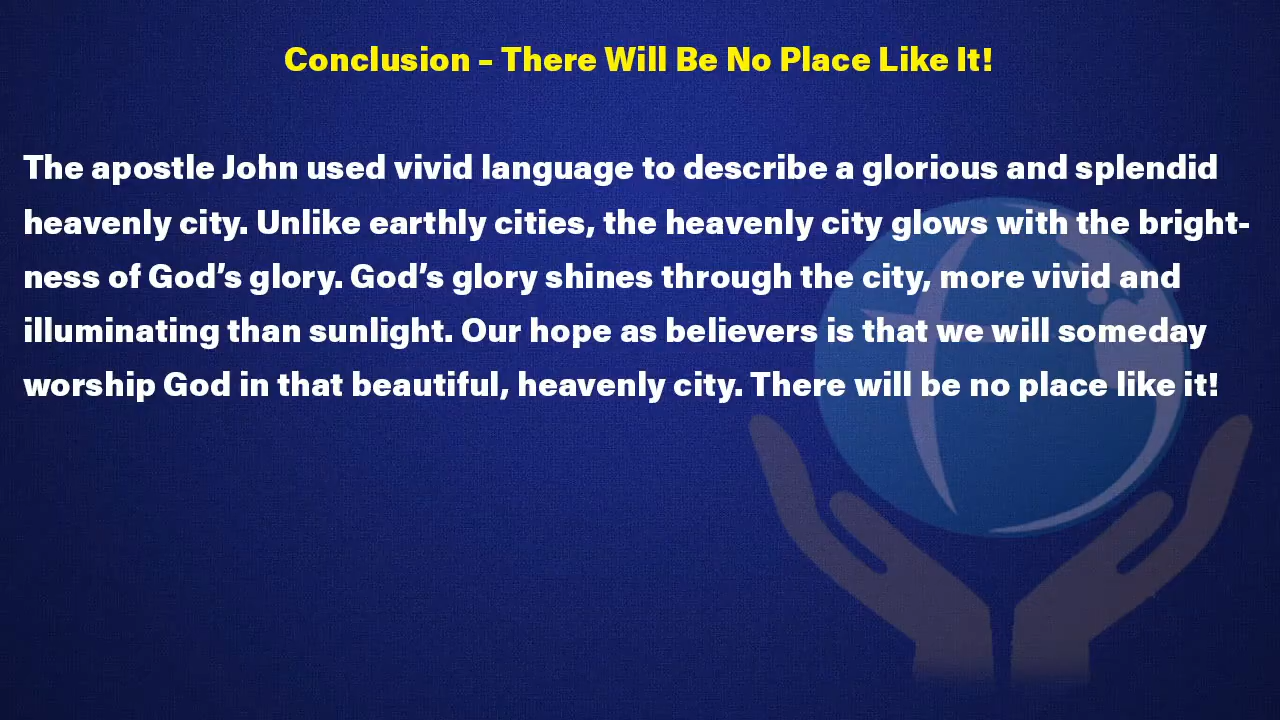 Conclusion – There Will Be No Place Like It!
The apostle John used vivid language to describe a glorious and splendid
heavenly city. Unlike earthly cities, the heavenly city glows with the bright-
ness of God’s glory. God’s glory shines through the city, more vivid and
illuminating than sunlight. Our hope as believers is that we will someday
worship God in that beautiful, heavenly city. There will be no place like it!